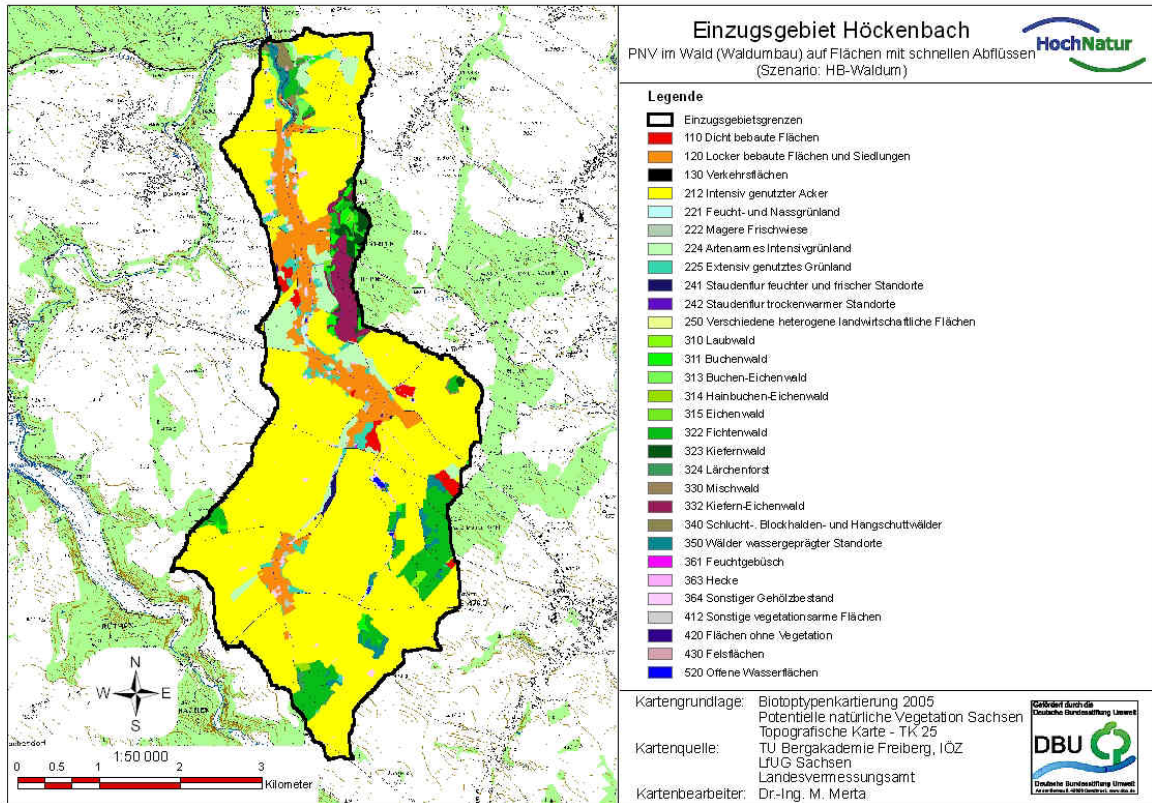 Einzugsgebiet Höckenbach
PNV im Wald (Waldumbau) auf Flächen mit schnellen Abflüssen
(Szenario: HB-Waldum)
HochNatur
Legende
Einzugsgebietsgrenzen
110 Dicht bebaute Flächen
120 Locker bebaute Flächen und Siedlungen
130 Verkehrsflächen
212 Intensiv genutzter Acker
221 Feucht- und Nassgrünland
222 Magere Frischwiese
224 Artenarmes Intensivgrünland
225 Extensiv genutztes Grünland
241 Staudenflur feuchter und frischer Standorte
242 Staudenflur trockenwarmer Standorte
250 Verschiedene heterogene landwirtschaftliche Flächen
310 Laubwald
311 Buchenwald
313 Buchen-Eichenwald
314 Hainbuchen-Eichenwald
315 Eichenwald
322 Fichtenwald
323 Kiefernwald
324 Lärchenforst
330 Mischwald
332 Kiefern-Eichenwald
340 Schlucht-. Blockhalden- und Hangschuttwälder
350 Wälder wassergeprägter Standorte
361 Feuchtgebüsch
363 Hecke
364 Sonstiger Gehölzbestand
412 Sonstige vegetationsarme Flächen
420 Flächen ohne Vegetation
430 Felsflächen
520 Offene Wasserflächen
Kartengrundlage: Biotoptypenkartierung 2005
Potentielle natürliche Vegetation Sachsen
Topografische Karte - TK 25
Kartenquelle: TU Bergakademie Freiberg, IÖZ
LfUG Sachsen
Landesvermessungsamt
Kartenbearbeiter: Dr.-Ing. M. Merta
Gefördert durch die
Deutsche Bundesstiftung Umwelt
DBU
Deutsche Bundesstiftung Umwelt
N
W E
S
1:50 000
0 0,5 1 2 3
Kilometer